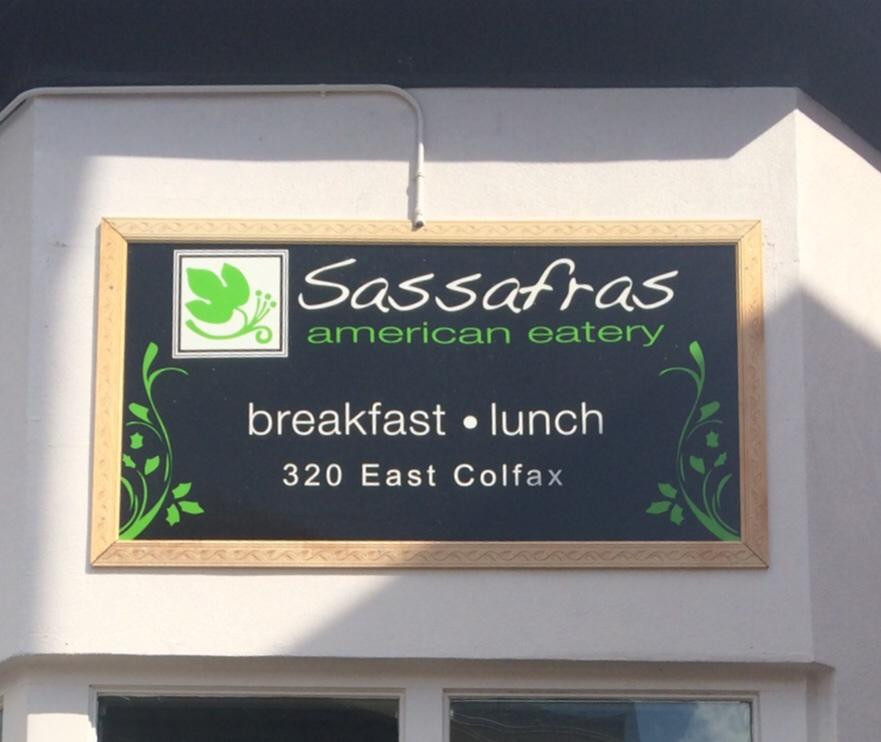 Sassafras
american eatery
breakfast • lunch
320 East Colfax